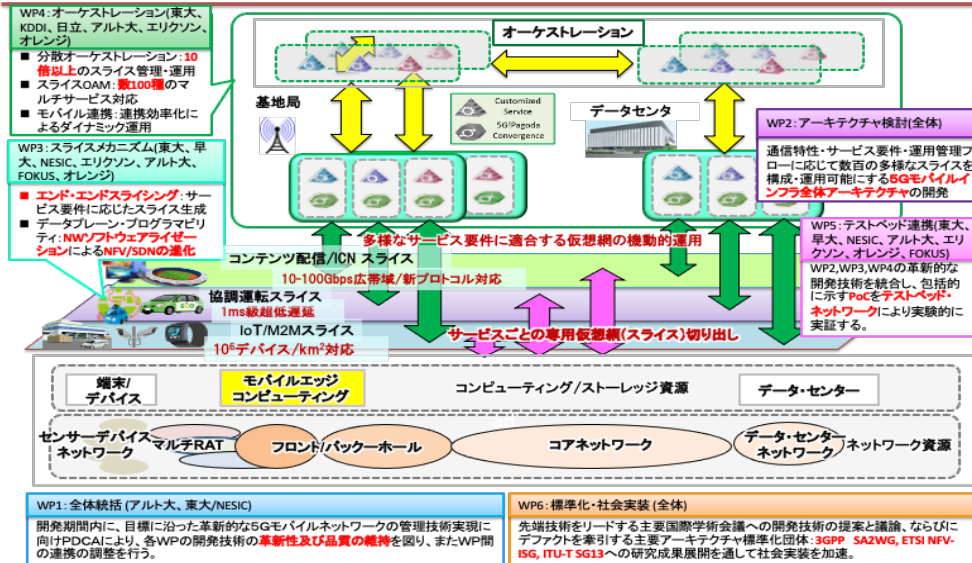 WP4：オーケストレーション(東大、
KDDI、日立、アルト大、エリクソン、
オレンジ)
■ 分散オーケストレーション：10
倍以上のスライス管理・運用
■ スライスOAM：数100種のマ
ルチサービス対応
■ モバイル連携：連携効率化に
よるダイナミック運用
WP3：スライスメカニズム(東大、早
大、NESIC、エリクソン、アルト大、
FOKUS、オレンジ)
■ エンド・エンドスライシング：サー
ビス要件に応じたスライス生成
■ データプレーン・プログラマビリ
ティ：NWソフトウェアライゼー
ションによるNFV/SDNの進化
オーケストレーション
基地局
Customized
Service
5G!Pagoda
Convergence
データセンタ
WP2：アーキテクチャ検討(全体)
通信特性・サービス要件・運用管理フ
ローに応じて数百の多様なスライスを
構成・運用可能にする5Gモバイルイ
ンフラ全体アーキテクチャの開発
WP5：テストベッド連携(東大、
早大、NESIC、アルト大、エリ
クソン、オレンジ、FOKUS)
WP2,WP3,WP4の革新的な
開発技術を統合し、包括的
に示すPoCをテストベッド・
ネットワークにより実験的に
実証する。
多様なサービス要件に適合する仮想網の機動的運用
コンテンツ配信/ICN スライス
10-100Gbps広帯域/新プロトコル対応
協調運転スライス
1ms級超低遅延
IoT/M2Mスライス
10⁶デバイス/km²対応
サービスごとの専用仮想網(スライス)切り出し
端末/
デバイス
モバイルエッジ
コンピューティング
コンピューティング/ストーレッジ資源
データ・センター
センサーデバイス
ネットワーク
マルチRAT
フロント/バックーホール
コアネットワーク
データ・センター
ネットワーク
ネットワーク資源
WP1：全体統括 (アルト大、東大/NESIC)
開発期間内に、目標に沿った革新的な5Gモバイルネットワークの管理技術実現に
向けPDCAにより、各WPの開発技術の革新性及び品質の維持を図り、またWP間
の連携の調整を行う。
WP6：標準化・社会実装 (全体)
先端技術をリードする主要国際学術会議への開発技術の提案と議論、ならびに
デファクトを牽引する主要アーキテクチャ標準化団体：3GPP SA2WG, ETSI NFV-
ISG, ITU-T SG13への研究成果展開を通して社会実装を加速。